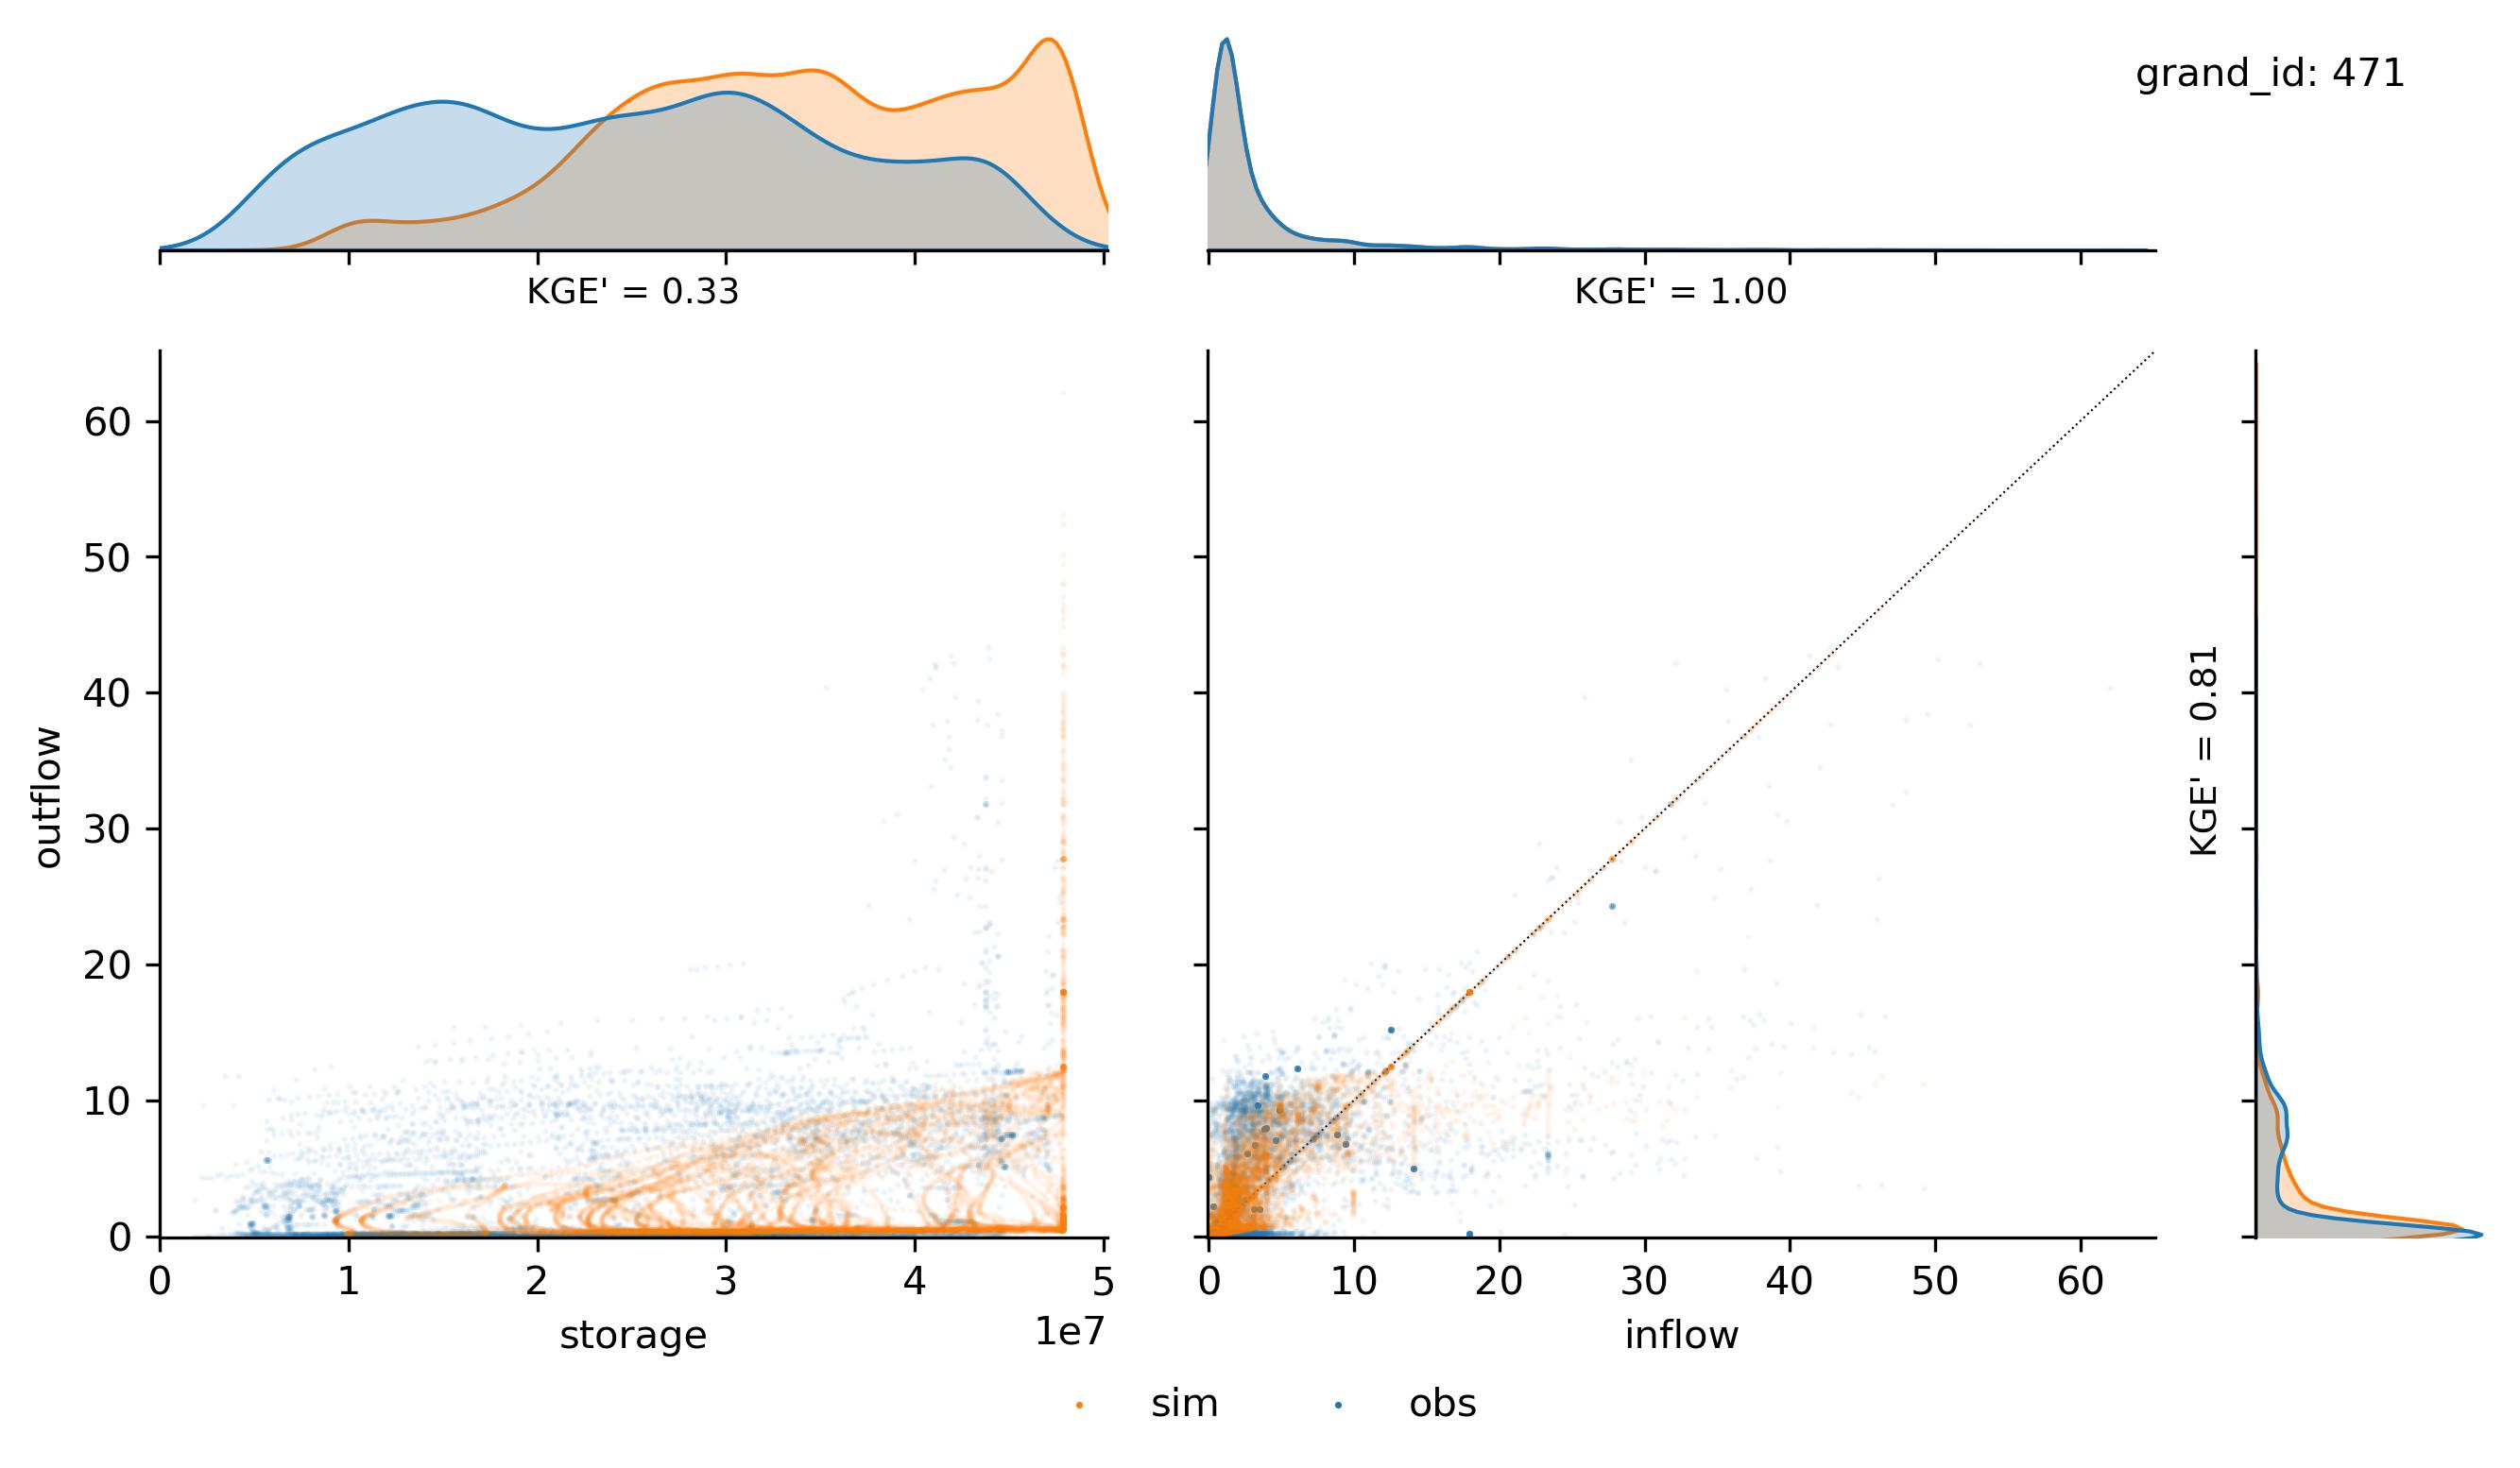 grand_id: 471
KGE' = 0.33
KGE' = 1.00
60
50
40
30
20
10
0
outflow
KGE' = 0.81
0 1 2 3 4 5
0 10 20 30 40 50 60
storage
1e7
inflow
sim
obs